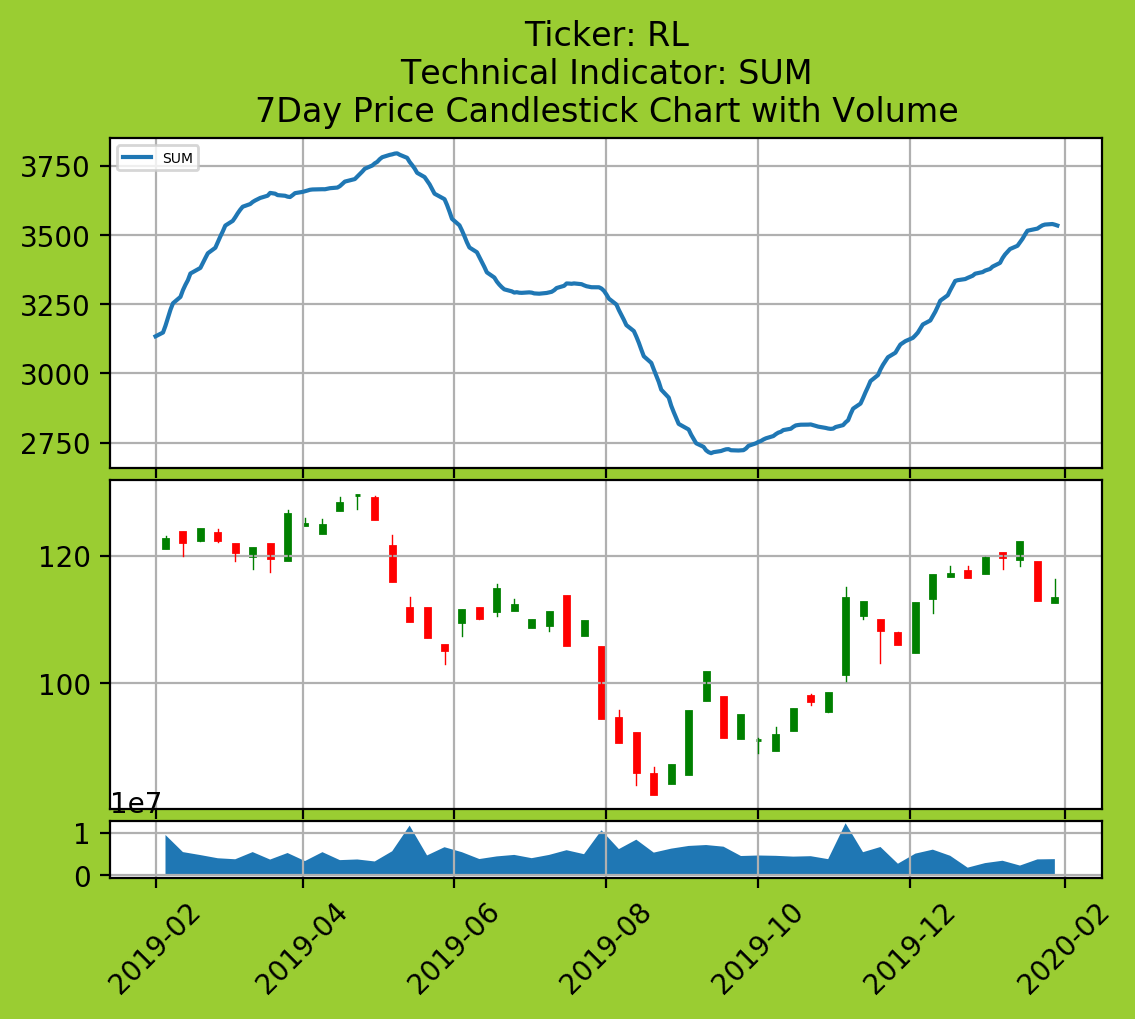 Ticker: RL
Technical Indicator: SUM
7Day Price Candlestick Chart with Volume
SUM
3750
3500
3250
3000
2750
120
100
1e7
1
0
2019-02 2019-04 2019-06 2019-08 2019-10 2019-12 2020-02